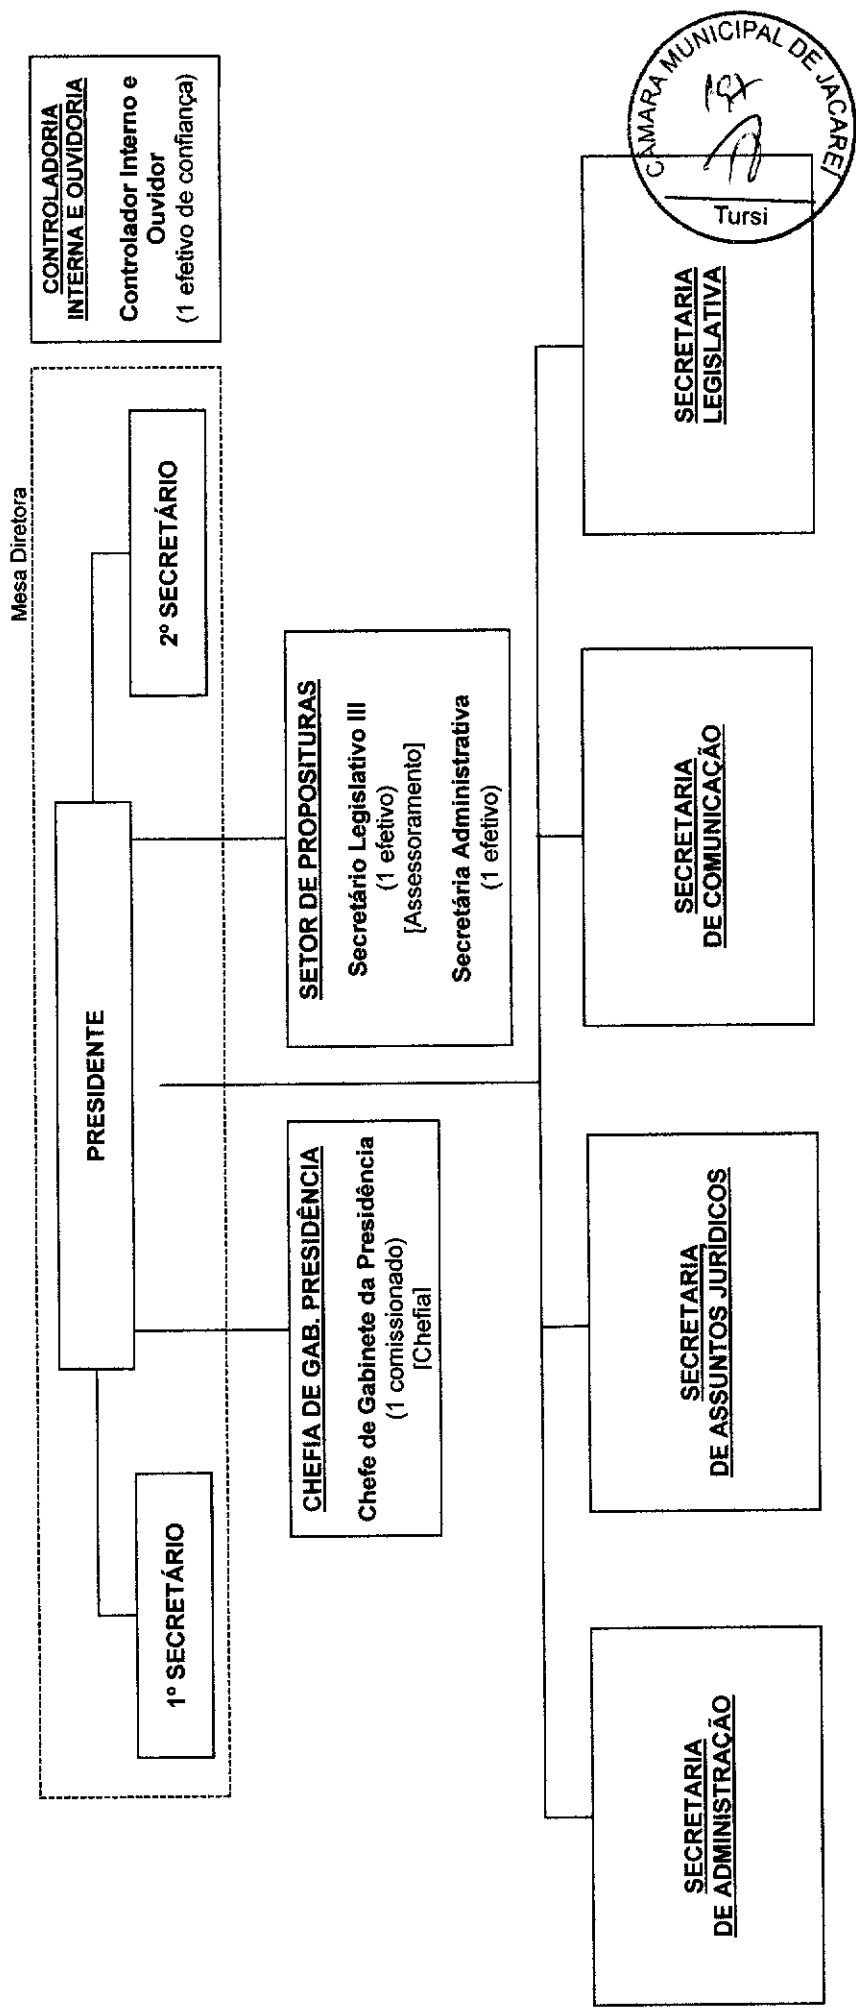 Mesa Diretora
PRESIDENTE
1º SECRETÁRIO
2º SECRETÁRIO
CONTROLADORIA
INTERNA E OUVIDORIA
Controlador Interno e
Ouvidor
(1 efetivo de confiança)
CHEFIA DE GAB. PRESIDÊNCIA
Chefe de Gabinete da Presidência
(1 comissionado)
[Chefia]
SETOR DE PROPOSITURAS
Secretário Legislativo III
(1 efetivo)
[Assessoramento]
Secretária Administrativa
(1 efetivo)
SECRETARIA
DE ADMINISTRAÇÃO
SECRETARIA
DE ASSUNTOS JURÍDICOS
SECRETARIA
DE COMUNICAÇÃO
SECRETARIA
LEGISLATIVA
CÂMARA MUNICIPAL DE JACAREÍ
Tursi